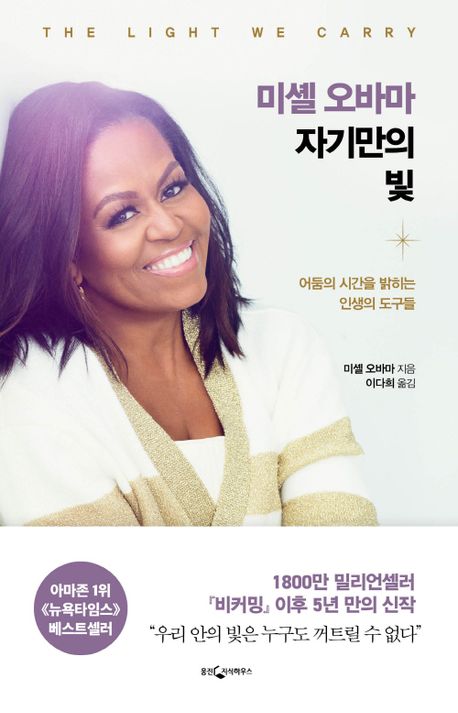 THE LIGHT WE CARRY
미셸 오바마
자기만의
빛
어둠의 시간을 밝히는
인생의 도구들
미셸 오바마 지음
이다희 옮김
아마존 1위
《뉴욕타임스》
베스트셀러
1800만 밀리언셀러
『비커밍』 이후 5년 만의 신작
“우리 안의 빛은 누구도 꺼트릴 수 없다”
웅진 지식하우스